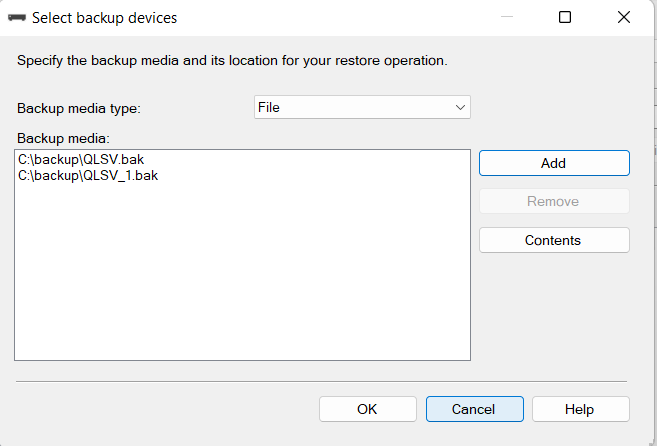 Select backup devices
Specify the backup media and its location for your restore operation.
Backup media type:
File
Backup media:
C:\backup\QLSV.bak
C:\backup\QLSV_1.bak
Add
Remove
Contents
OK
Cancel
Help